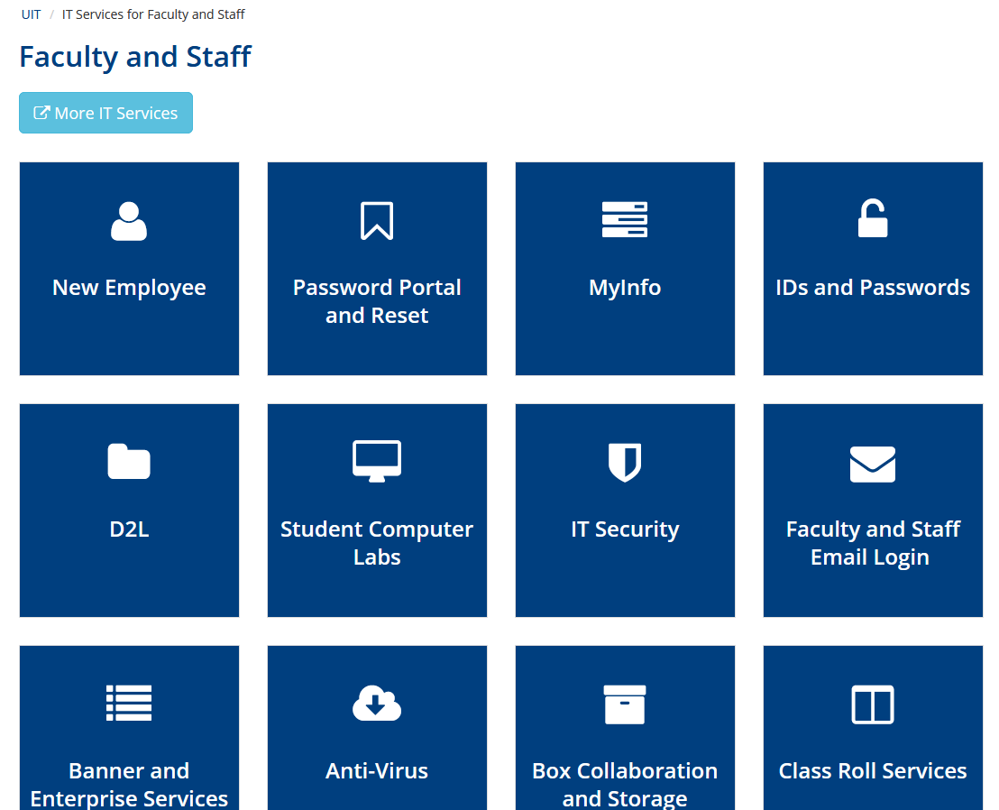 UIT / IT Services for Faculty and Staff
Faculty and Staff
More IT Services
New Employee
Password Portal
and Reset
MyInfo
IDs and Passwords
D2L
Student Computer
Labs
IT Security
Faculty and Staff
Email Login
Banner and
Enterprise Services
Anti-Virus
Box Collaboration
and Storage
Class Roll Services